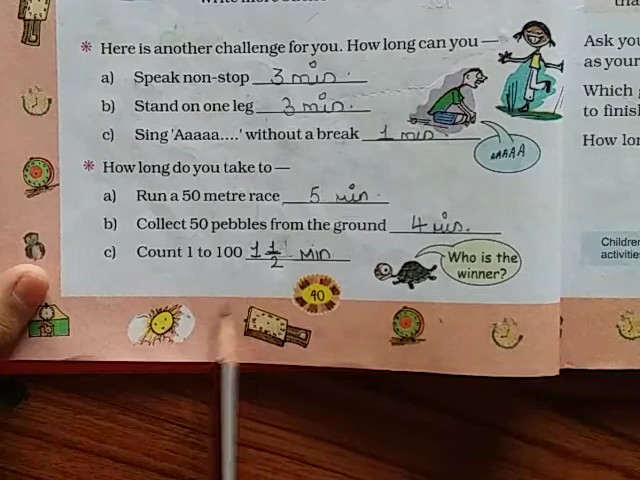 * Here is another challenge for you. How long can you —
a) Speak non-stop 3 min.
b) Stand on one leg 3 min.
c) Sing 'Aaaaa....' without a break 1 min.
AAAAA
* How long do you take to —
a) Run a 50 metre race 5 min.
b) Collect 50 pebbles from the ground 4 min.
c) Count 1 to 100 1 1/2 min
Who is the
winner?
40
Ask you
as your
Which
to finish
How lon
Children
activities